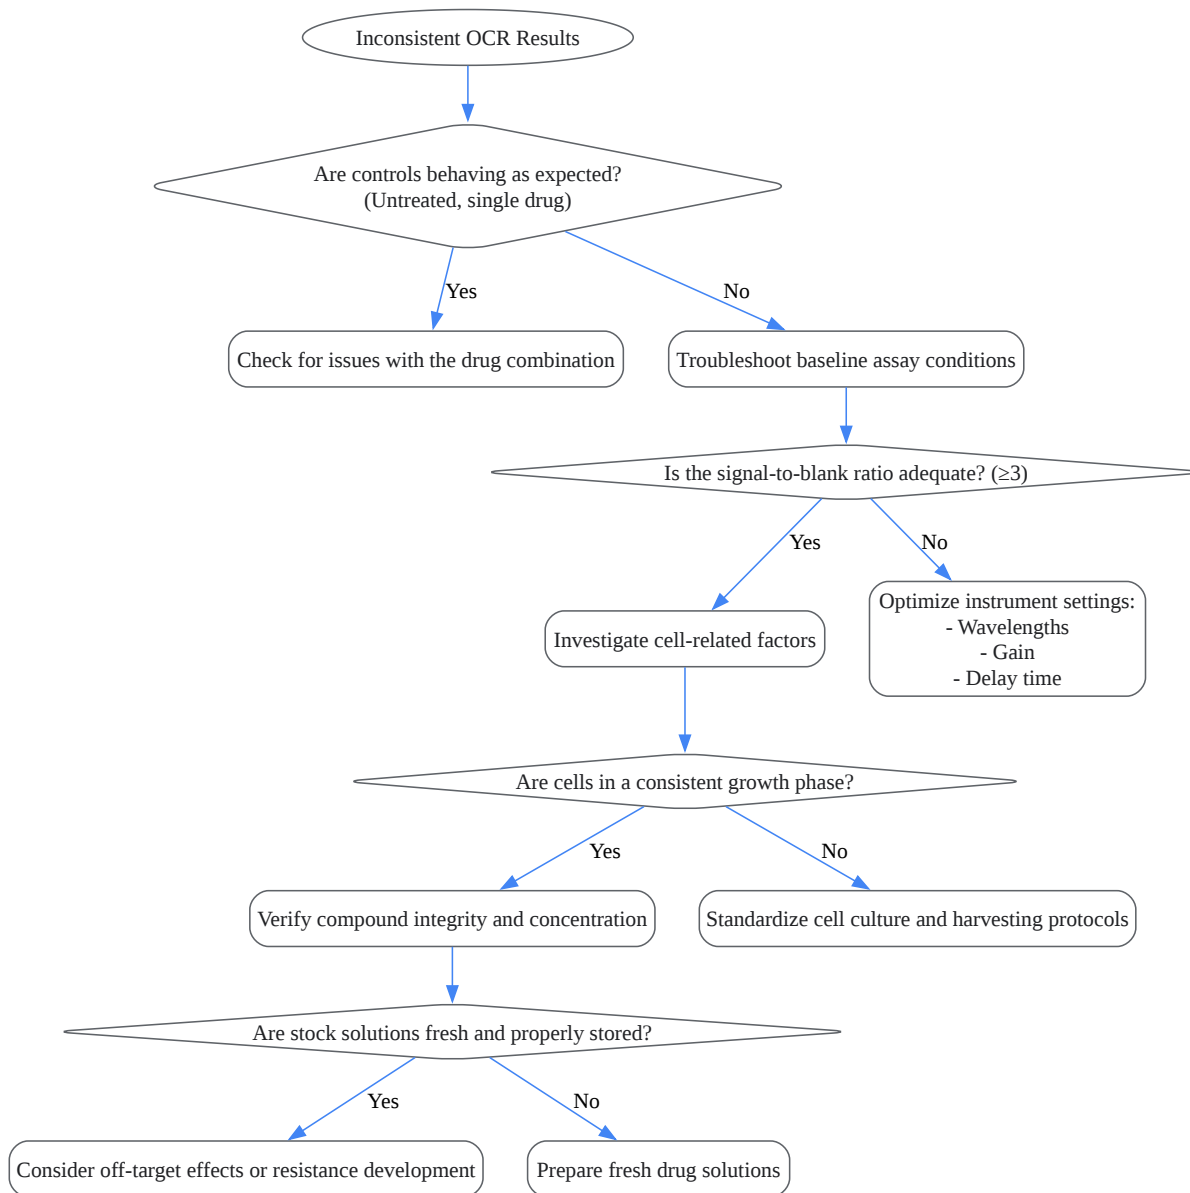 Inconsistent OCR Results
Are controls behaving as expected?
(Untreated, single drug)
Yes
No
Check for issues with the drug combination
Troubleshoot baseline assay conditions
Is the signal-to-blank ratio adequate? (≥3)
Yes
No
Optimize instrument settings:
- Wavelengths
- Gain
- Delay time
Investigate cell-related factors
Are cells in a consistent growth phase?
Yes
No
Verify compound integrity and concentration
Standardize cell culture and harvesting protocols
Are stock solutions fresh and properly stored?
Yes
No
Consider off-target effects or resistance development
Prepare fresh drug solutions